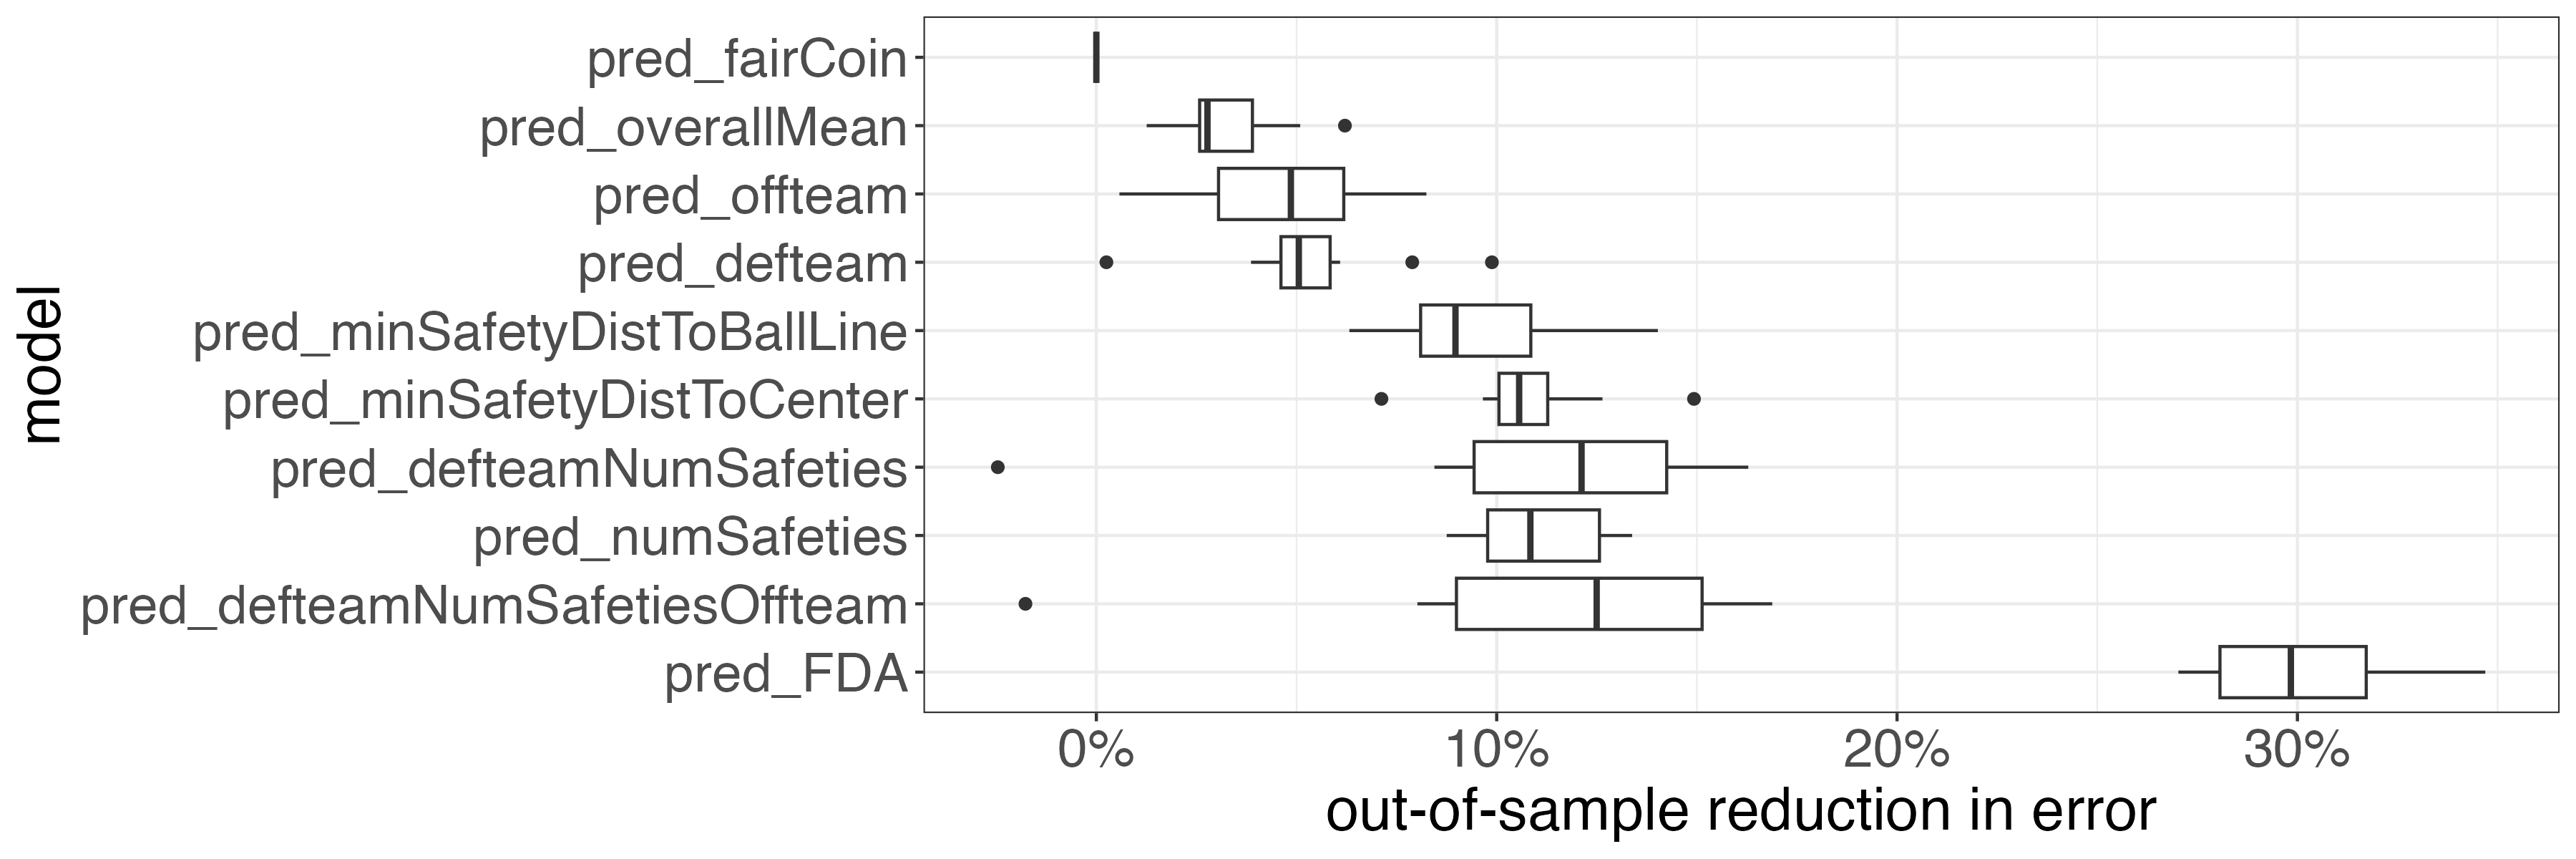 model
pred_fairCoin
pred_overallMean
pred_offteam
pred_defteam
pred_minSafetyDistToBallLine
pred_minSafetyDistToCenter
pred_defteamNumSafeties
pred_numSafeties
pred_defteamNumSafetiesOffteam
pred_FDA
0% 10% 20% 30%
out-of-sample reduction in error